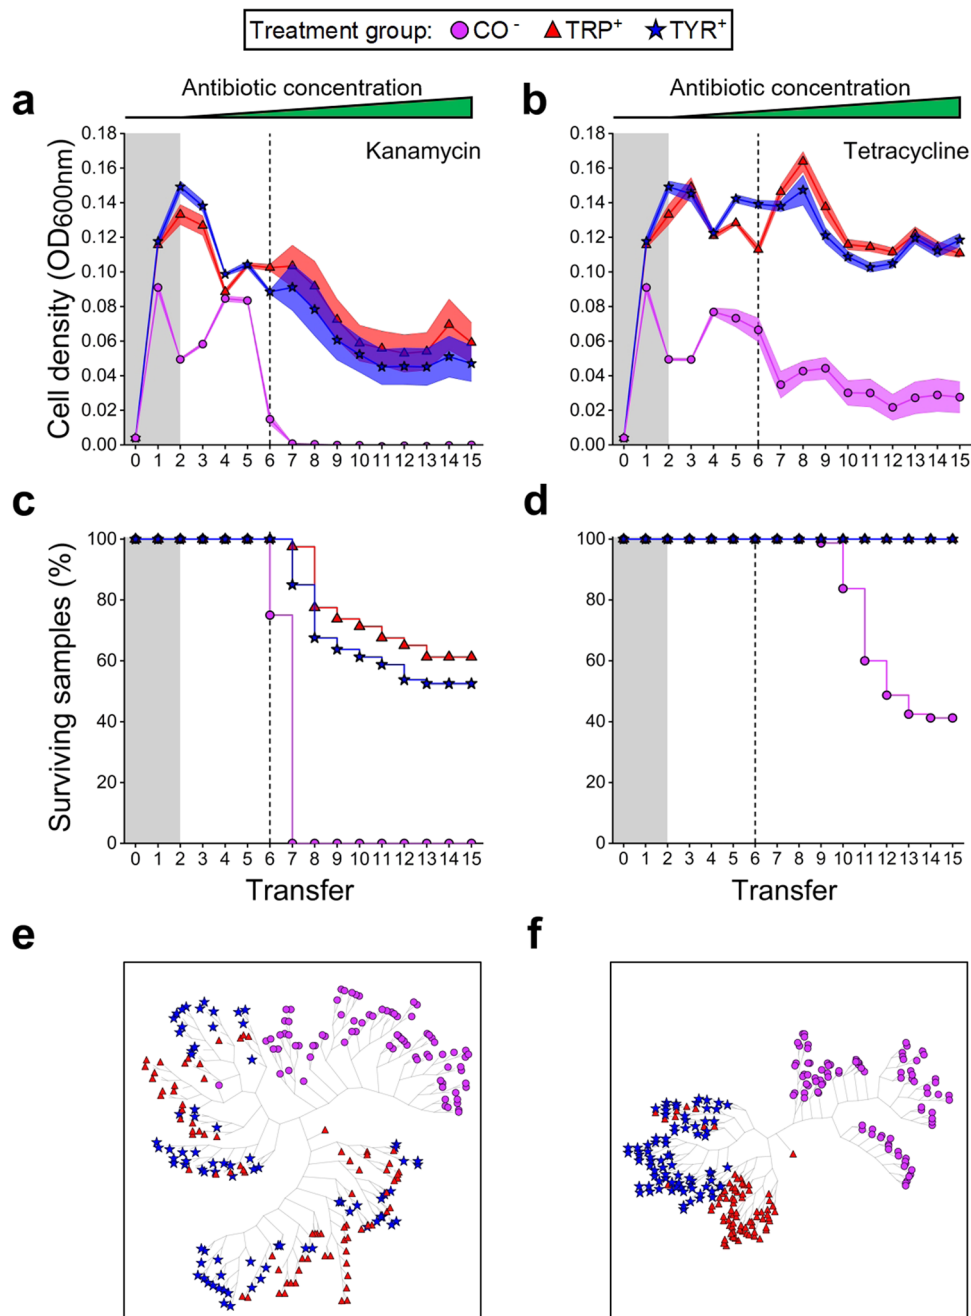 Treatment group: CO⁻ TRP⁺ TYR⁺
a
Antibiotic concentration
Kanamycin
Cell density (OD600nm)
0.18
0.16
0.14
0.12
0.10
0.08
0.06
0.04
0.02
0.00
0 1 2 3 4 5 6 7 8 9 10 11 12 13 14 15
b
Antibiotic concentration
Tetracycline
0.18
0.16
0.14
0.12
0.10
0.08
0.06
0.04
0.02
0.00
0 1 2 3 4 5 6 7 8 9 10 11 12 13 14 15
c
Surviving samples (%)
100
80
60
40
20
0
0 1 2 3 4 5 6 7 8 9 10 11 12 13 14 15
Transfer
d
100
80
60
40
20
0
0 1 2 3 4 5 6 7 8 9 10 11 12 13 14 15
Transfer
e
f